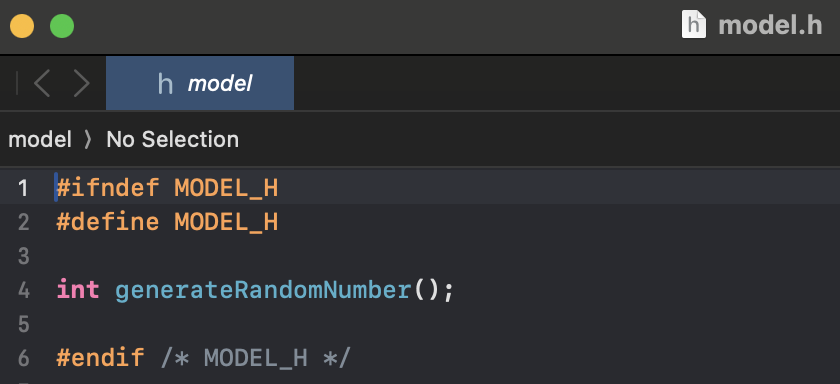 h model.h
h model
model 〉 No Selection
1 #ifndef MODEL_H
2 #define MODEL_H
3
4 int generateRandomNumber();
5
6 #endif /* MODEL_H */